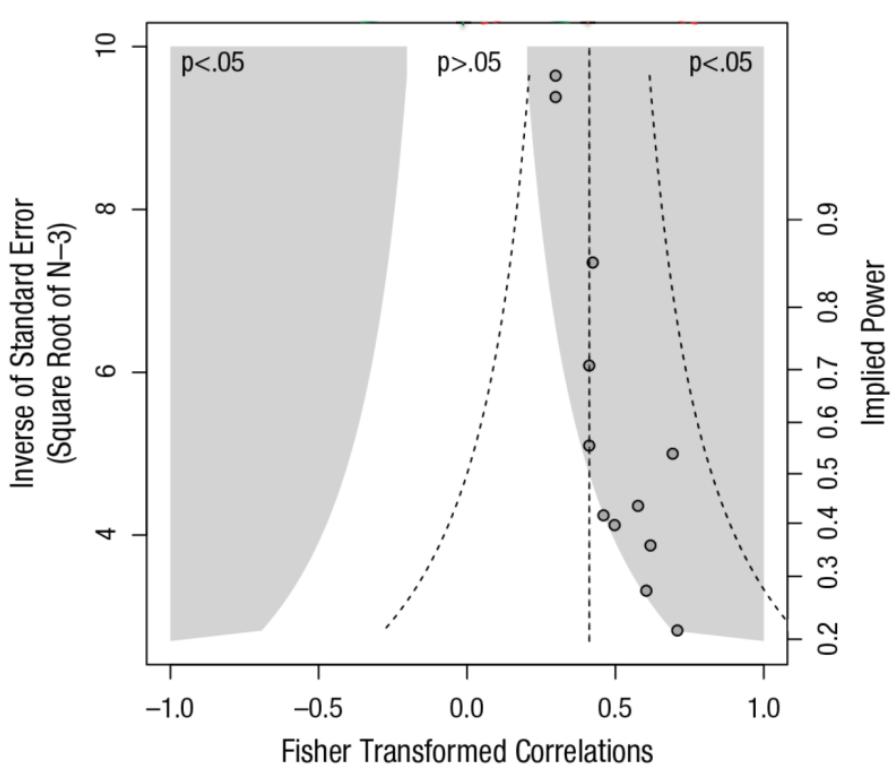 p<.05
p>.05
p<.05
10
8
6
4
Inverse of Standard Error
(Square Root of N–3)
0.9
0.8
0.7
0.6
0.5
0.4
0.3
0.2
Implied Power
–1.0
–0.5
0.0
0.5
1.0
Fisher Transformed Correlations